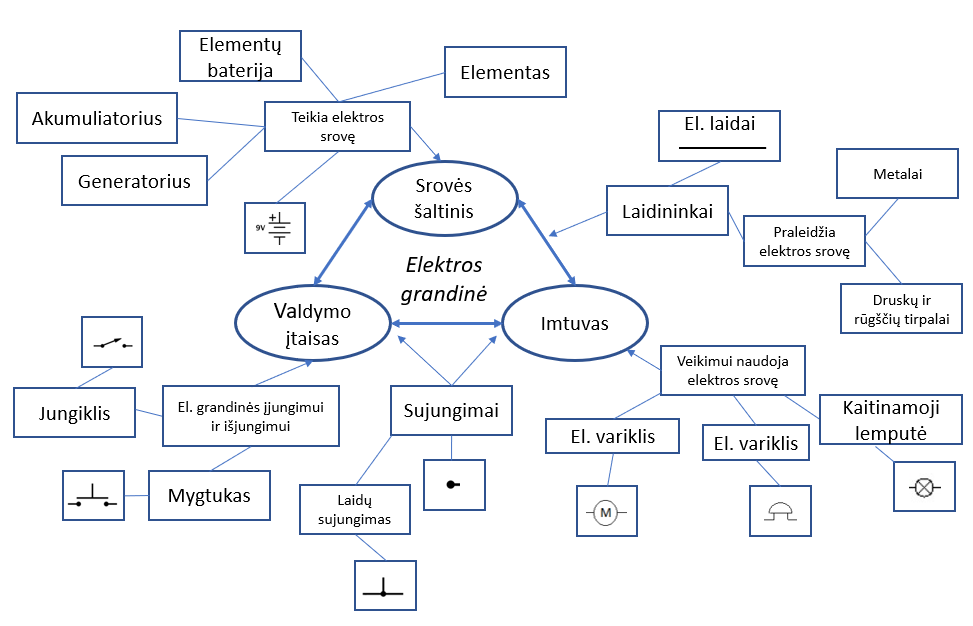 Elementų
baterija
Elementas
Akumuliatorius
Teikia elektros
srovę
Generatorius
9V
El. laidai
Metalai
Srovės
šaltinis
Laidininkai
Praleidžia
elektros srovę
Druskų ir
rūgščių tirpalai
Elektros
grandinė
Valdymo
įtaisas
Imtuvas
Jungiklis
El. grandinės įjungimui
ir išjungimui
Mygtukas
Sujungimai
Laidų
sujungimas
Veikimui naudoja
elektros srovę
El. variklis
M
El. variklis
Kaitinamoji
lemputė